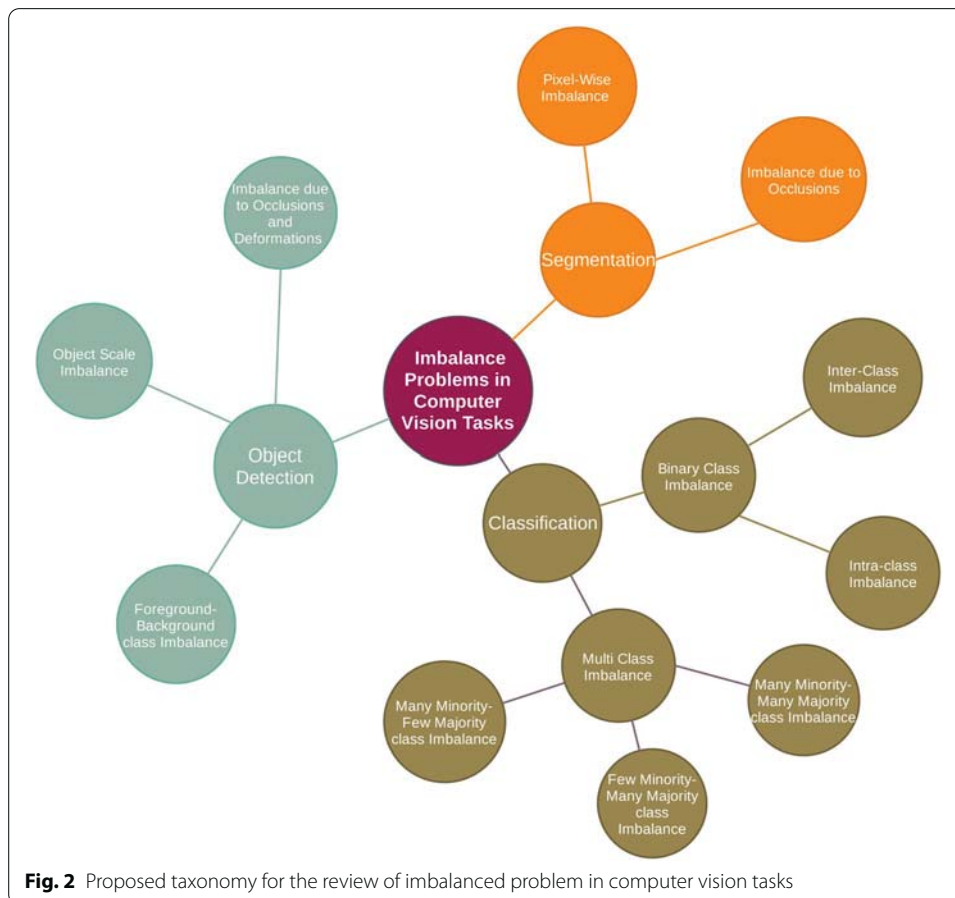 Pixel-Wise
Imbalance
Imbalance due to
Occlusions
Segmentation
Imbalance due
to Occlusions
and
Deformations
Object Scale
Imbalance
Object
Detection
Foreground-
Background
class Imbalance
Imbalance
Problems in
Computer
Vision Tasks
Classification
Binary Class
Imbalance
Inter-Class
Imbalance
Intra-class
Imbalance
Multi Class
Imbalance
Many Minority-
Few Majority
class Imbalance
Few Minority-
Many Majority
class
Imbalance
Many Minority-
Many Majority
class Imbalance
Fig. 2 Proposed taxonomy for the review of imbalanced problem in computer vision tasks